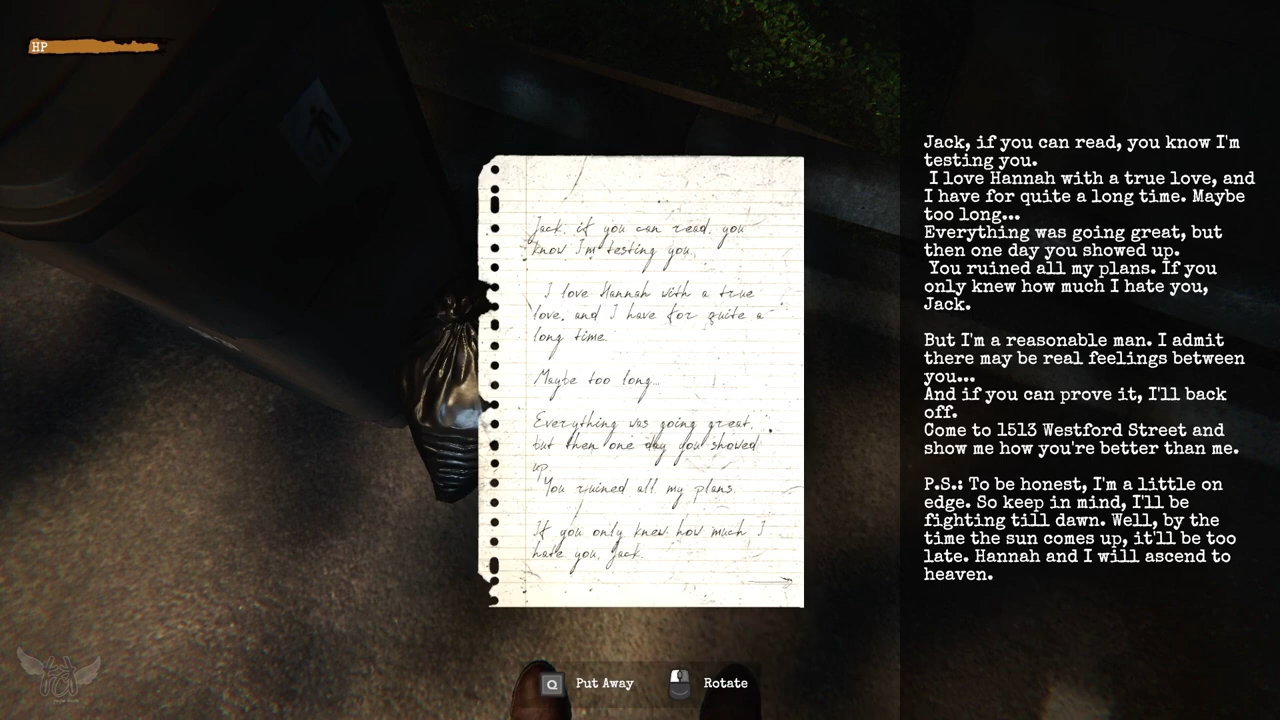 HP
Jack, if you can read, you
know I'm testing you.
I love Hannah with a true
love, and I have for quite a
long time.
Maybe too long...
Everything was going great,
but then one day you showed
up.
You ruined all my plans.
If you only knew how much I
hate you, Jack.
Jack, if you can read, you know I'm
testing you.
I love Hannah with a true love, and
I have for quite a long time. Maybe
too long...
Everything was going great, but
then one day you showed up.
You ruined all my plans. If you
only knew how much I hate you,
Jack.
But I'm a reasonable man. I admit
there may be real feelings between
you...
And if you can prove it, I'll back
off.
Come to 1513 Westford Street and
show me how you're better than me.
P.S.: To be honest, I'm a little on
edge. So keep in mind, I'll be
fighting till dawn. Well, by the
time the sun comes up, it'll be too
late. Hannah and I will ascend to
heaven.
Q Put Away Rotate